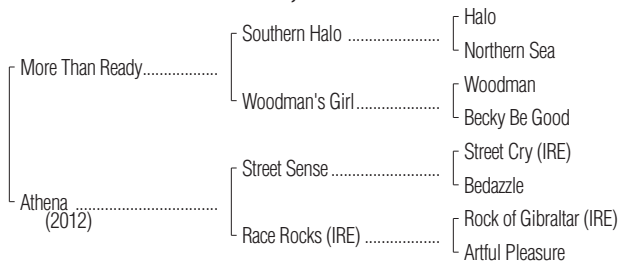 Halo
Southern Halo
Northern Sea
More Than Ready
Woodman
Woodman's Girl
Becky Be Good
Street Cry (IRE)
Street Sense
Bedazzle
Athena
(2012)
Rock of Gibraltar (IRE)
Race Rocks (IRE)
Artful Pleasure